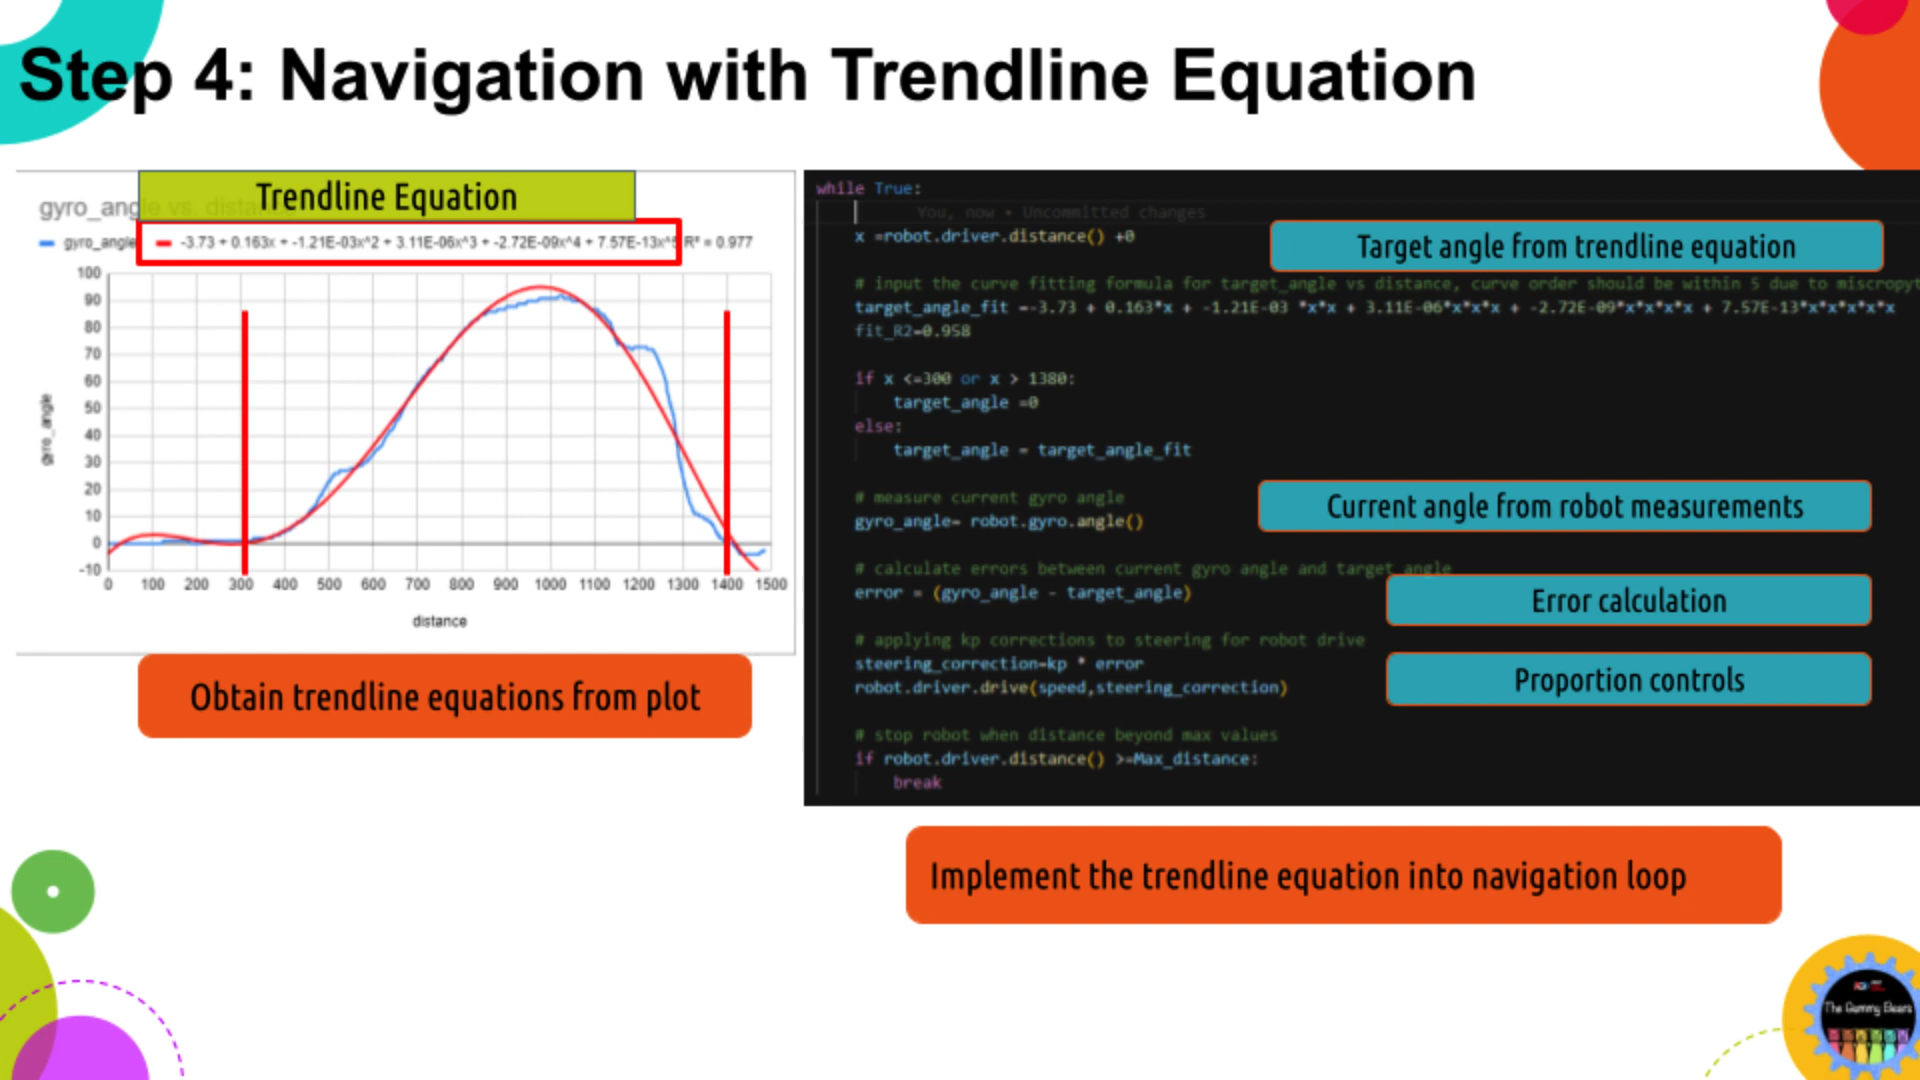 Step 4: Navigation with Trendline Equation
Trendline Equation
gyro_angle vs. distance
gyro_angle
-3.73 + 0.163x + -1.21E-03x^2 + 3.11E-06x^3 + -2.72E-09x^4 + 7.57E-13x^5 R² = 0.977
100
90
80
70
60
50
40
30
20
10
0
-10
gyro_angle
0 100 200 300 400 500 600 700 800 900 1000 1100 1200 1300 1400 1500
distance
Obtain trendline equations from plot
while True:
You, now • Uncommitted changes
x =robot.driver.distance() +0
Target angle from trendline equation
# input the curve fitting formula for target_angle vs distance, curve order should be within 5 due to
target_angle_fit =-3.73 + 0.163*x + -1.21E-03 *x*x + 3.11E-06*x*x*x + -2.72E-09*x*x*x*x + 7.57E-13*x*x*x*x*x
fit_R2=0.958
if x <=300 or x > 1380:
target_angle =0
else:
target_angle = target_angle_fit
# measure current gyro angle
gyro_angle= robot.gyro.angle()
Current angle from robot measurements
# calculate errors between current gyro angle and target angle
error = (gyro_angle - target_angle)
Error calculation
# applying kp corrections to steering for robot drive
steering_correction=kp * error
robot.driver.drive(speed,steering_correction)
Proportion controls
# stop robot when distance beyond max values
if robot.driver.distance() >=Max_distance:
break
Implement the trendline equation into navigation loop
The Gummy Bears